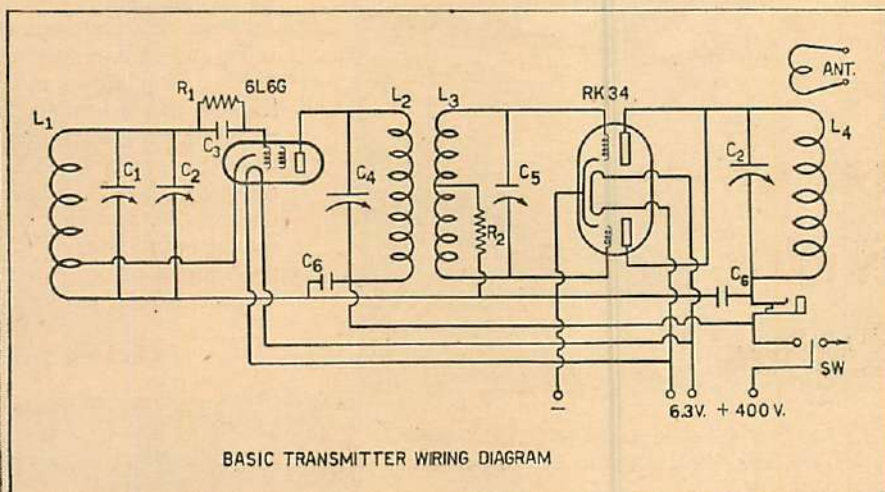 ANT.
R1
6L6G
L1
C3
L2
L3
RK34
L4
C1
C2
C4
C5
C2
R2
C6
C6
SW
— 6.3V. + 400 V.
BASIC TRANSMITTER WIRING DIAGRAM